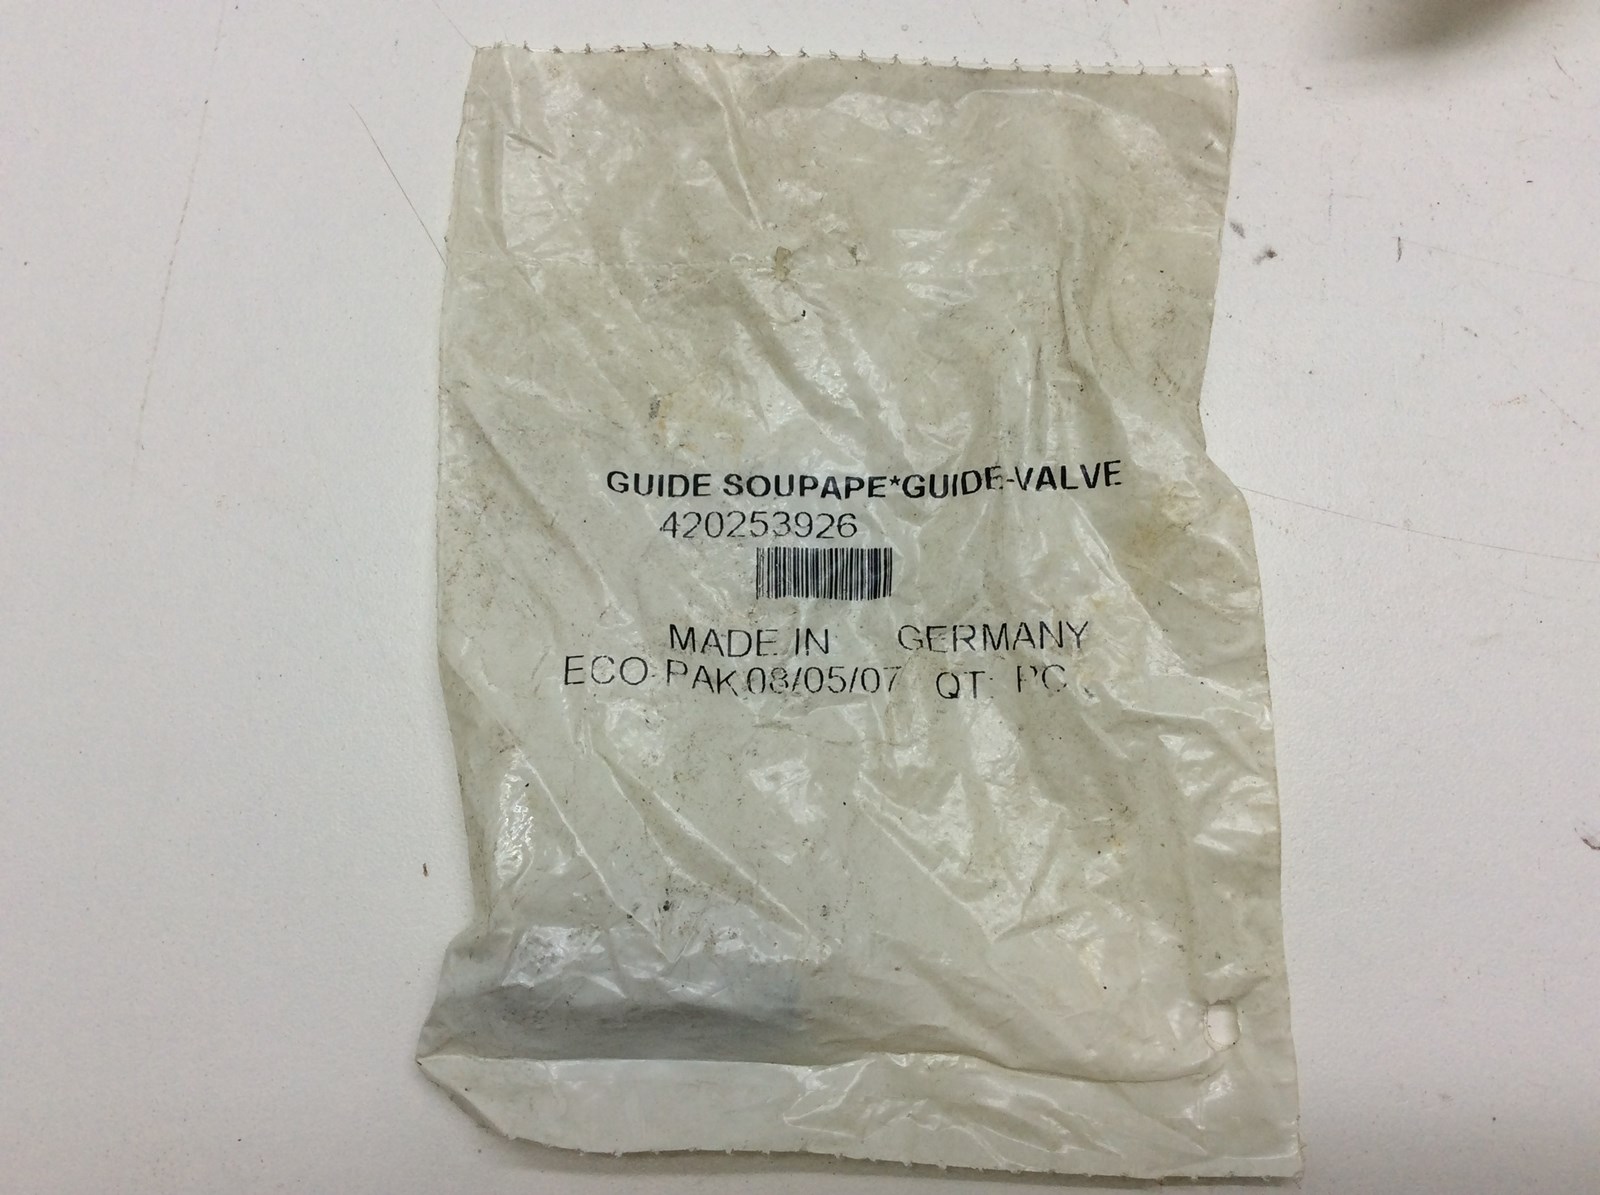 GUIDE SOUPAPE*GUIDE-VALVE
420253926
MADE IN GERMANY
ECO-PAK 08/05/07 QT: PC